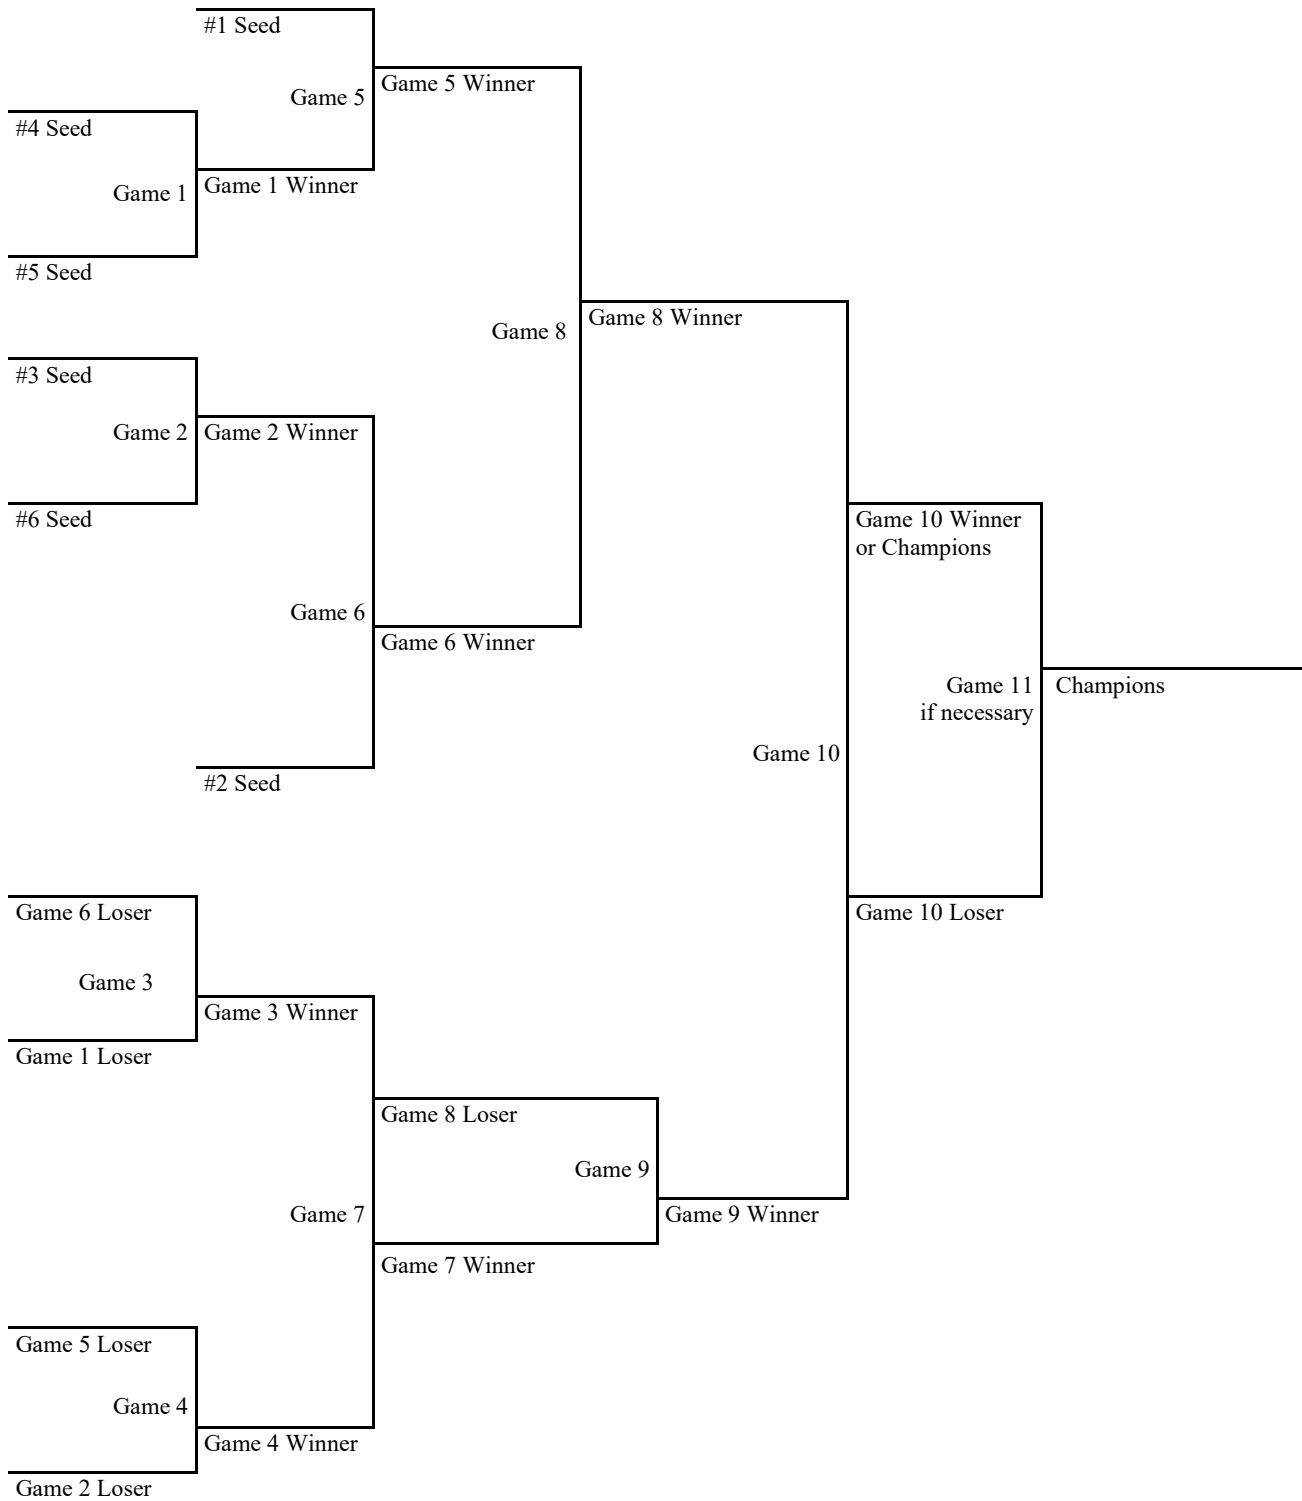 #1 Seed
Game 5 Winner
Game 5
#4 Seed
Game 1 Winner
Game 1
#5 Seed
Game 8 Winner
Game 8
#3 Seed
Game 2
Game 2 Winner
#6 Seed
Game 10 Winner
or Champions
Game 6
Game 6 Winner
Game 11
if necessary
Champions
Game 10
#2 Seed
Game 6 Loser
Game 10 Loser
Game 3
Game 3 Winner
Game 1 Loser
Game 8 Loser
Game 9
Game 7
Game 9 Winner
Game 7 Winner
Game 5 Loser
Game 4
Game 4 Winner
Game 2 Loser